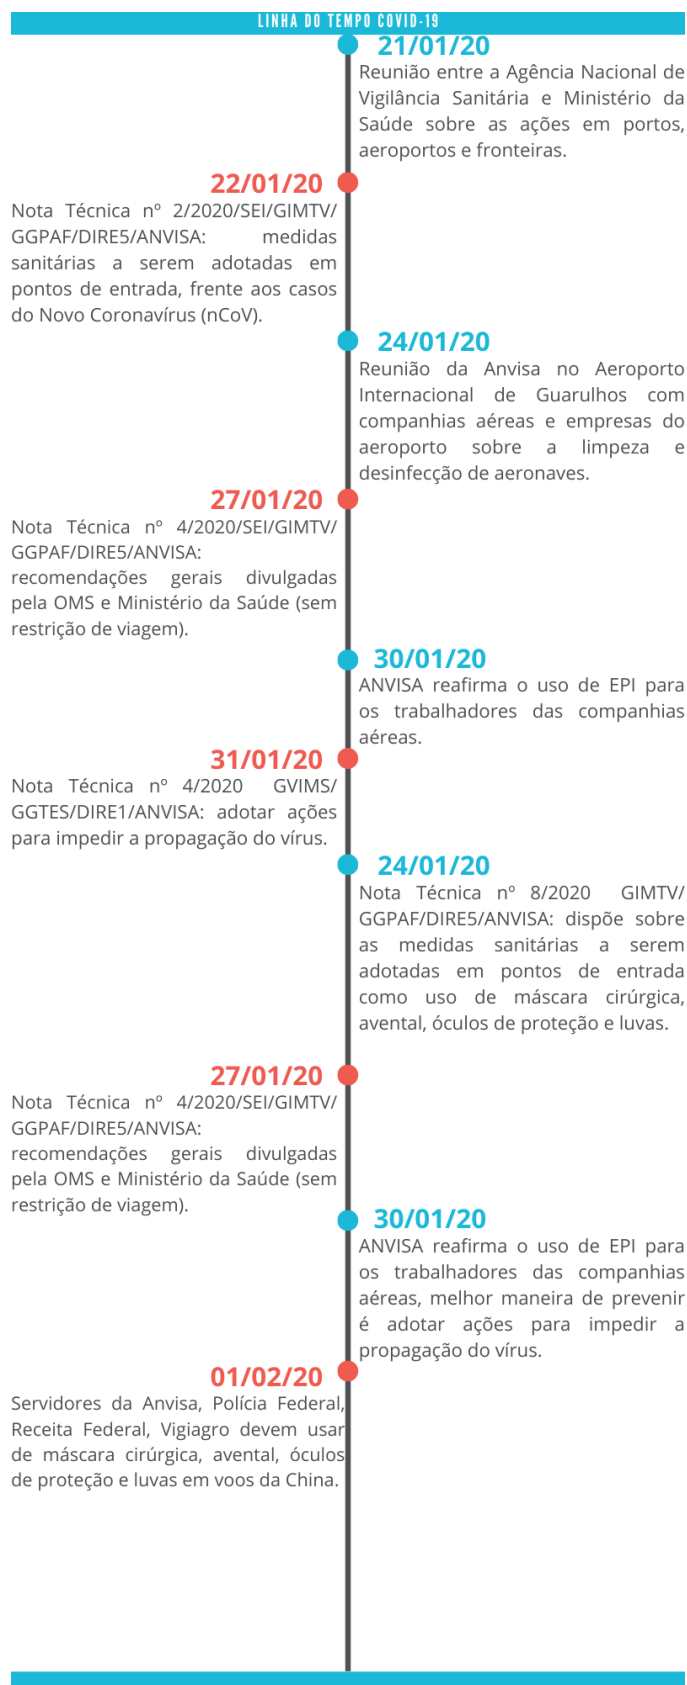 LINHA DO TEMPO COVID-19
21/01/20
Reunião entre a Agência Nacional de
Vigilância Sanitária e Ministério da
Saúde sobre as ações em portos,
aeroportos e fronteiras.
22/01/20
Nota Técnica nº 2/2020/SEI/GIMTV/
GGPAF/DIRE5/ANVISA: medidas
sanitárias a serem adotadas em
pontos de entrada, frente aos casos
do Novo Coronavírus (nCoV).
24/01/20
Reunião da Anvisa no Aeroporto
Internacional de Guarulhos com
companhias aéreas e empresas do
aeroporto sobre a limpeza e
desinfecção de aeronaves.
27/01/20
Nota Técnica nº 4/2020/SEI/GIMTV/
GGPAF/DIRE5/ANVISA:
recomendações gerais divulgadas
pela OMS e Ministério da Saúde (sem
restrição de viagem).
30/01/20
ANVISA reafirma o uso de EPI para
os trabalhadores das companhias
aéreas.
31/01/20
Nota Técnica nº 4/2020 GVIMS/
GGTES/DIRE1/ANVISA: adotar ações
para impedir a propagação do vírus.
24/01/20
Nota Técnica nº 8/2020 GIMTV/
GGPAF/DIRE5/ANVISA: dispõe sobre
as medidas sanitárias a serem
adotadas em pontos de entrada
como uso de máscara cirúrgica,
avental, óculos de proteção e luvas.
27/01/20
Nota Técnica nº 4/2020/SEI/GIMTV/
GGPAF/DIRE5/ANVISA:
recomendações gerais divulgadas
pela OMS e Ministério da Saúde (sem
restrição de viagem).
30/01/20
ANVISA reafirma o uso de EPI para
os trabalhadores das companhias
aéreas, melhor maneira de prevenir
é adotar ações para impedir a
propagação do vírus.
01/02/20
Servidores da Anvisa, Polícia Federal,
Receita Federal, Vigiagro devem usar
de máscara cirúrgica, avental, óculos
de proteção e luvas em voos da China.